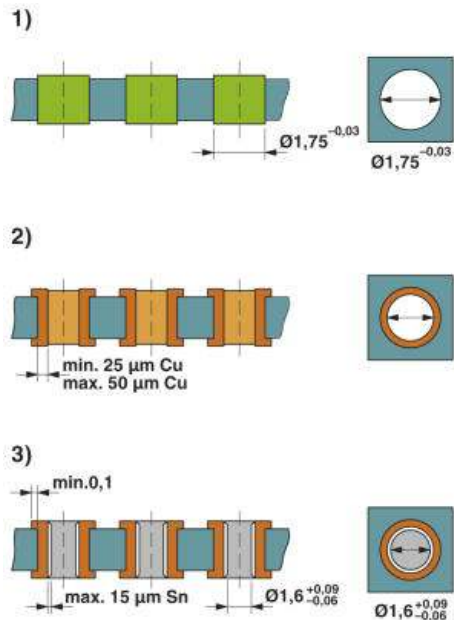 1)
Ø1,75 -0,03
Ø1,75 -0,03
2)
min. 25 µm Cu
max. 50 µm Cu
3)
min.0,1
max. 15 µm Sn
Ø1,6 +0,09 -0,06
Ø1,6 +0,09 -0,06